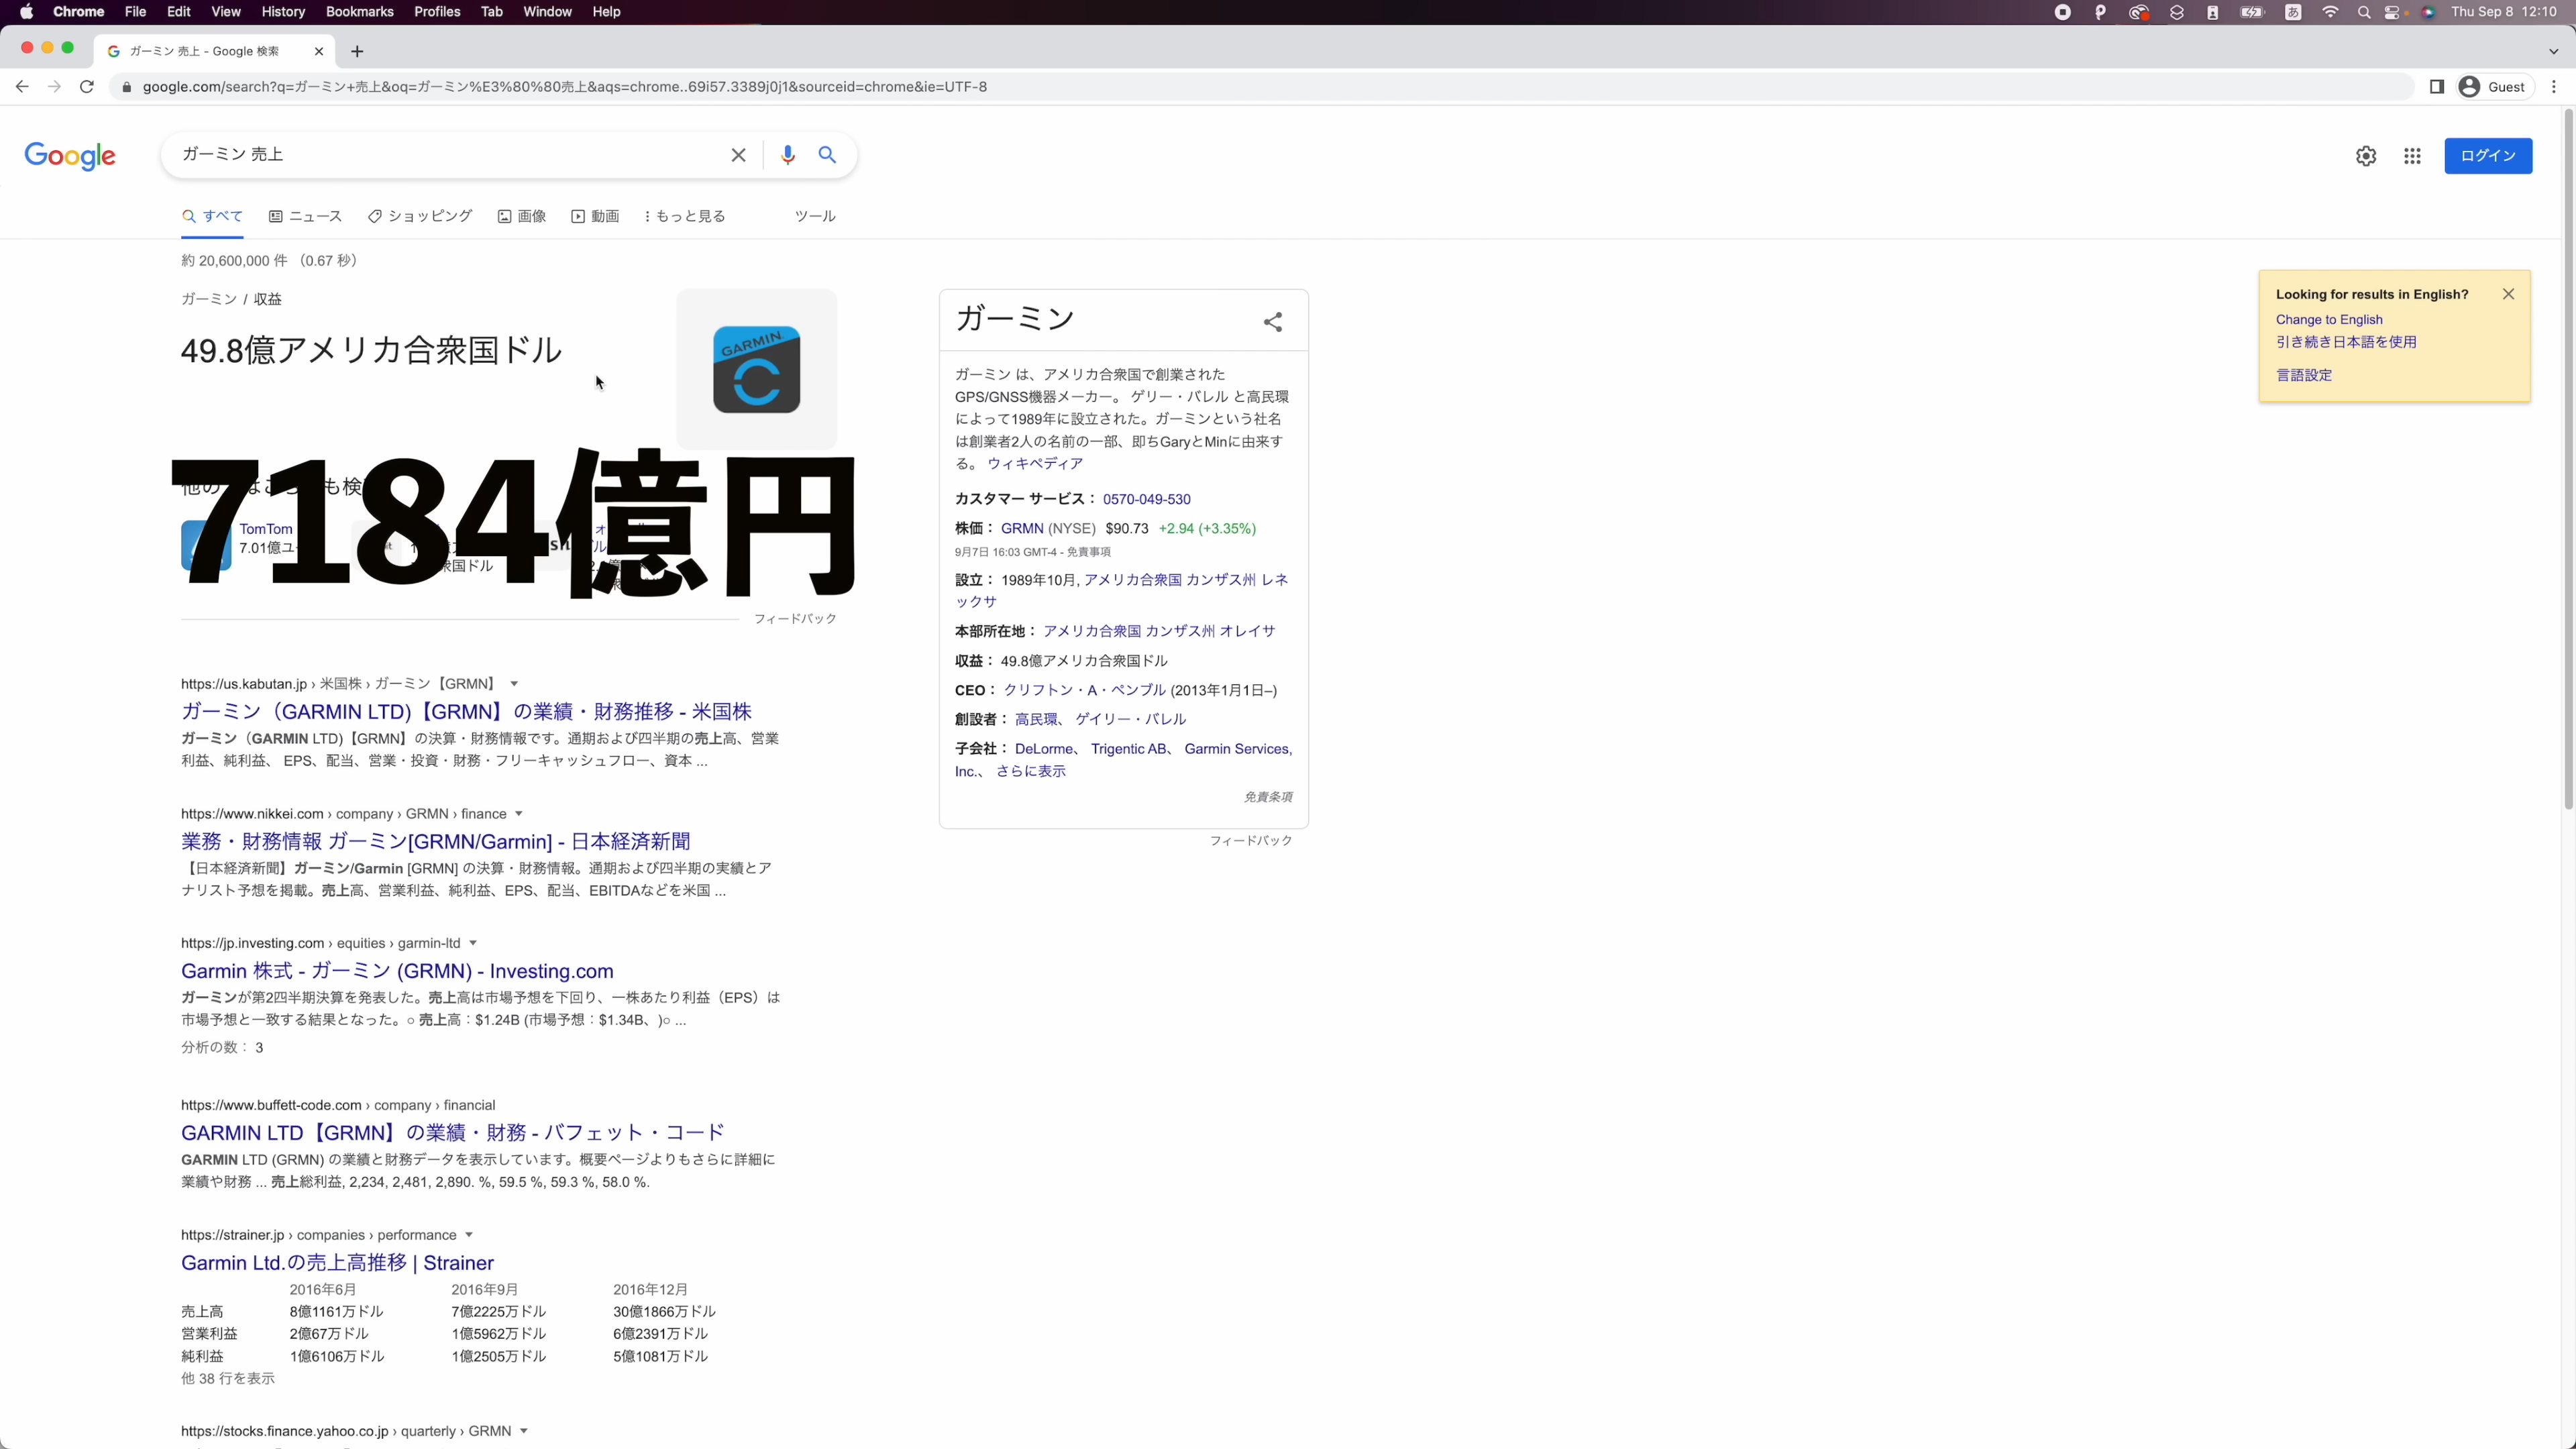 Chrome File Edit View History Bookmarks Profiles Tab Window Help
あ Thu Sep 8 12:10
ガーミン 売上 - Google 検索
google.com/search?q=ガーミン+売上&oq=ガーミン%E3%80%80売上&aqs=chrome..69i57.3389j0j1&sourceid=chrome&ie=UTF-8
Guest
Google
ガーミン 売上
ログイン
すべて ニュース ショッピング 画像 動画 もっと見る ツール
約 20,600,000 件 （0.67 秒）
ガーミン / 収益
49.8億アメリカ合衆国ドル
GARMIN
7184億円
他の
も検
TomTom
7.01億ユ
衆国ドル
フィードバック
https://us.kabutan.jp › 米国株 › ガーミン【GRMN】
ガーミン（GARMIN LTD)【GRMN】の業績・財務推移 - 米国株
ガーミン（GARMIN LTD)【GRMN】の決算・財務情報です。通期および四半期の売上高、営業
利益、純利益、 EPS、配当、営業・投資・財務・フリーキャッシュフロー、資本 ...
https://www.nikkei.com › company › GRMN › finance
業務・財務情報 ガーミン[GRMN/Garmin] - 日本経済新聞
【日本経済新聞】ガーミン/Garmin [GRMN] の決算・財務情報。通期および四半期の実績とア
ナリスト予想を掲載。売上高、営業利益、純利益、EPS、配当、EBITDAなどを米国 ...
https://jp.investing.com › equities › garmin-ltd
Garmin 株式 - ガーミン (GRMN) - Investing.com
ガーミンが第2四半期決算を発表した。売上高は市場予想を下回り、一株あたり利益（EPS）は
市場予想と一致する結果となった。○ 売上高：$1.24B (市場予想：$1.34B、)○ ...
分析の数： 3
https://www.buffett-code.com › company › financial
GARMIN LTD【GRMN】の業績・財務 - バフェット・コード
GARMIN LTD (GRMN) の業績と財務データを表示しています。概要ページよりもさらに詳細に
業績や財務 ... 売上総利益, 2,234, 2,481, 2,890. %, 59.5 %, 59.3 %, 58.0 %.
https://strainer.jp › companies › performance
Garmin Ltd.の売上高推移 | Strainer
2016年6月 2016年9月 2016年12月
売上高 8億1161万ドル 7億2225万ドル 30億1866万ドル
営業利益 2億67万ドル 1億5962万ドル 6億2391万ドル
純利益 1億6106万ドル 1億2505万ドル 5億1081万ドル
他 38 行を表示
https://stocks.finance.yahoo.co.jp › quarterly › GRMN
ガーミン
ガーミン は、アメリカ合衆国で創業された
GPS/GNSS機器メーカー。 ゲリー・バレル と高民環
によって1989年に設立された。ガーミンという社名
は創業者2人の名前の一部、即ちGaryとMinに由来す
る。 ウィキペディア
カスタマー サービス： 0570-049-530
株価： GRMN (NYSE) $90.73 +2.94 (+3.35%)
9月7日 16:03 GMT-4 - 免責事項
設立： 1989年10月, アメリカ合衆国 カンザス州 レネ
ックサ
本部所在地： アメリカ合衆国 カンザス州 オレイサ
収益： 49.8億アメリカ合衆国ドル
CEO： クリフトン・A・ペンブル (2013年1月1日–)
創設者： 高民環、 ゲイリー・バレル
子会社： DeLorme、 Trigentic AB、 Garmin Services,
Inc.、 さらに表示
免責条項
フィードバック
Looking for results in English?
Change to English
引き続き日本語を使用
言語設定